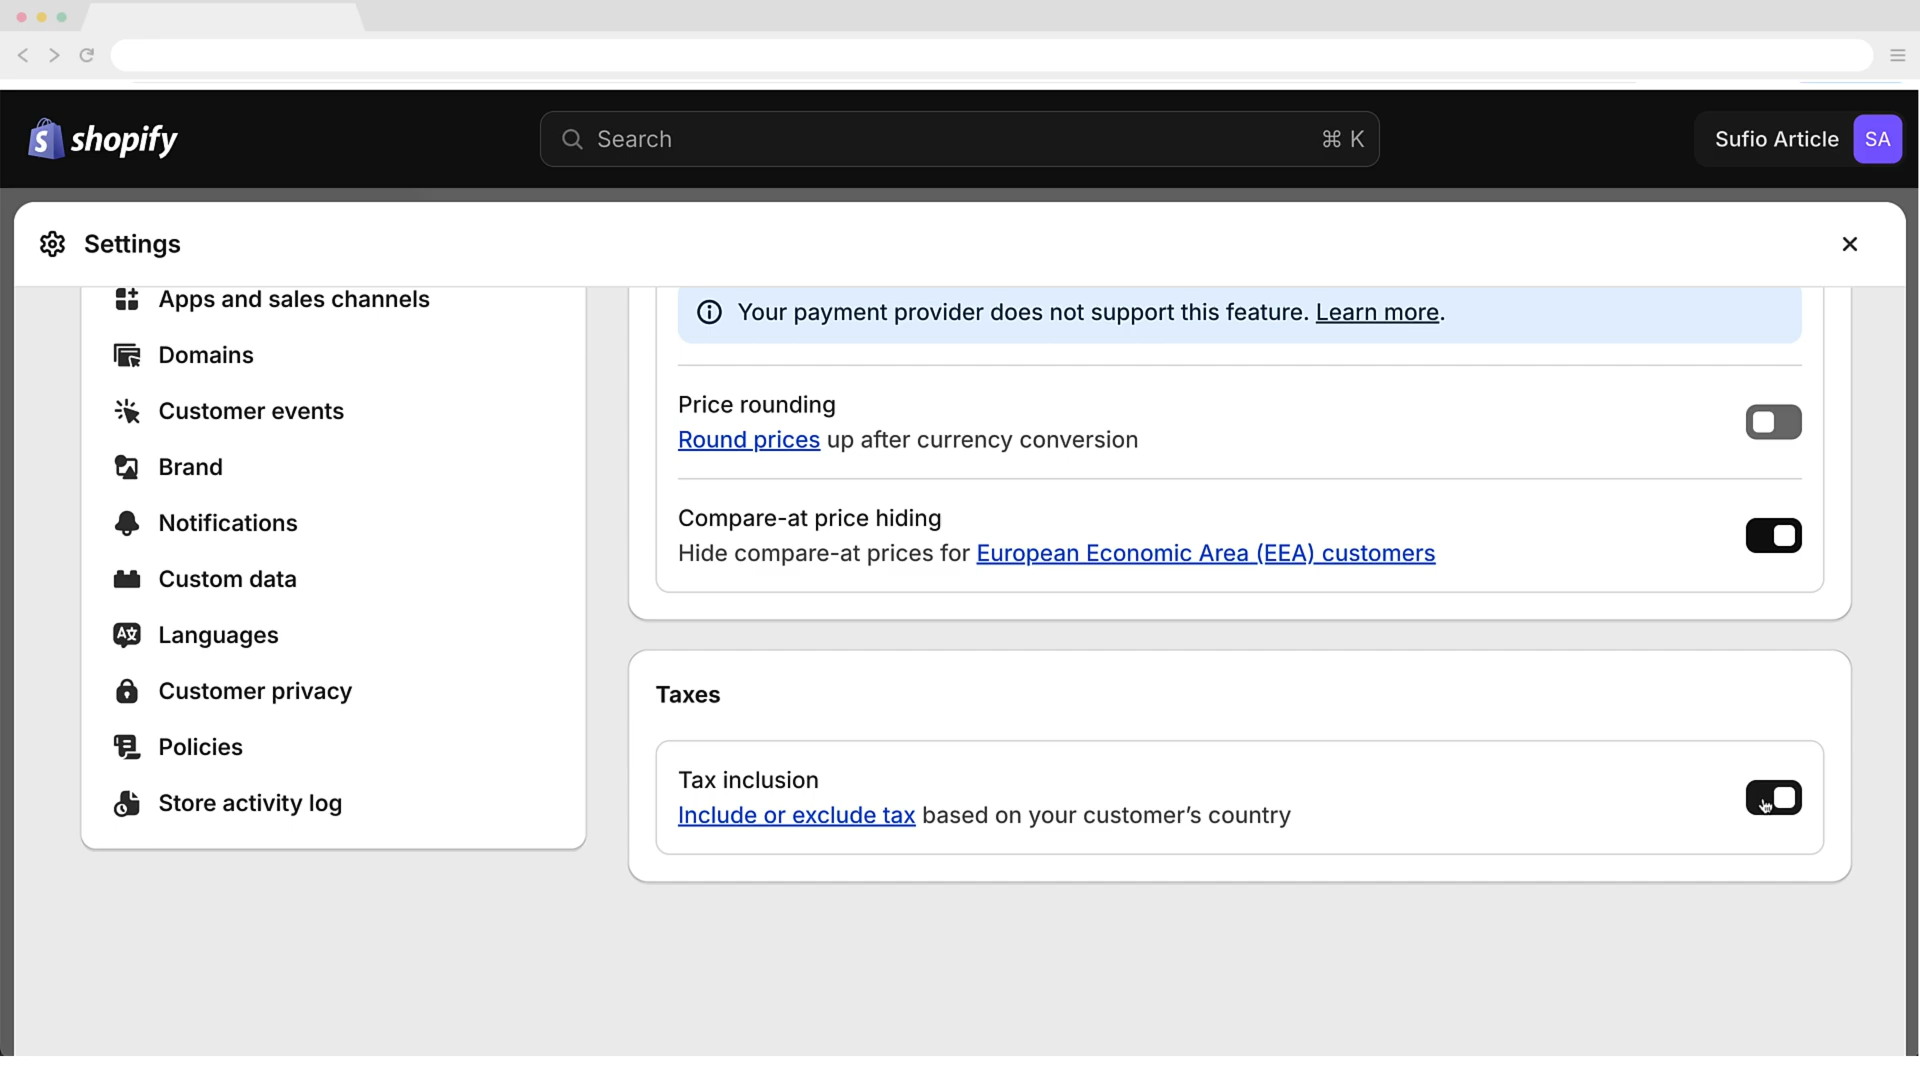 shopify
Search
⌘ K
Sufio Article
SA
Settings
Apps and sales channels
Domains
Customer events
Brand
Notifications
Custom data
Languages
Customer privacy
Policies
Store activity log
Your payment provider does not support this feature. Learn more.
Price rounding
Round prices up after currency conversion
Compare-at price hiding
Hide compare-at prices for European Economic Area (EEA) customers
Taxes
Tax inclusion
Include or exclude tax based on your customer’s country